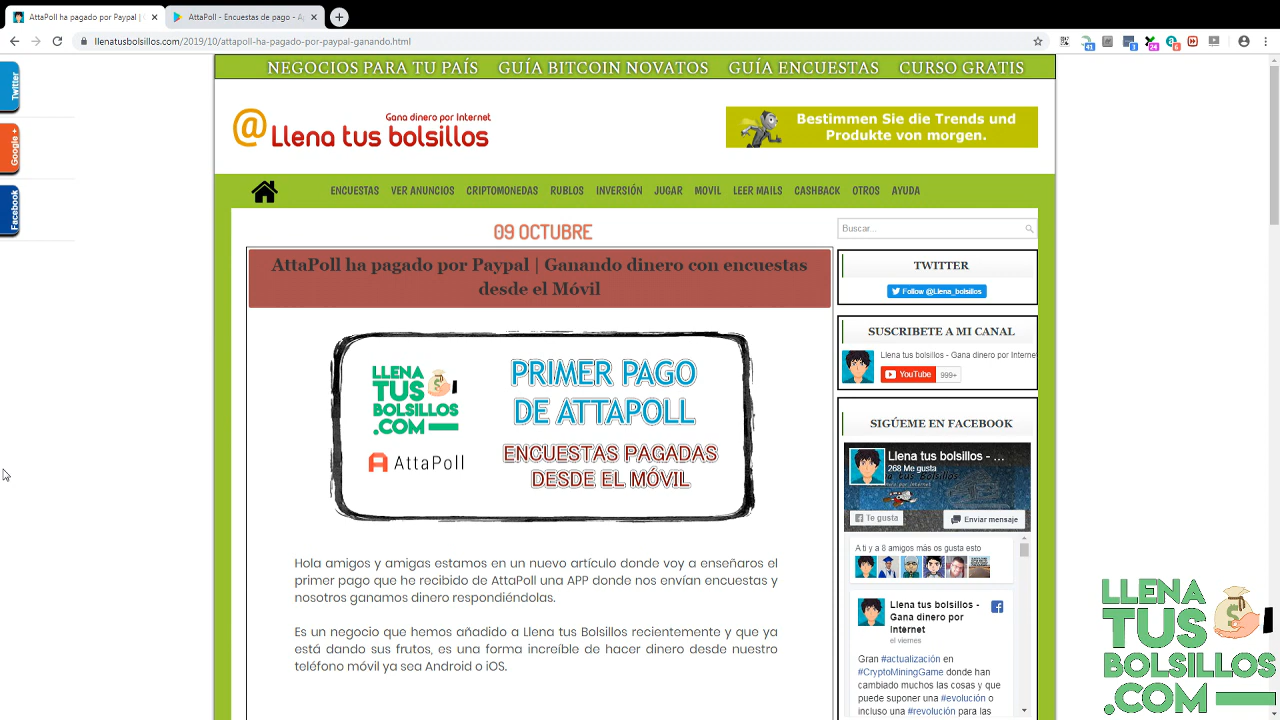 AttaPoll ha pagado por Paypal | G
AttaPoll - Encuestas de pago - Ap
llenatusbolsillos.com/2019/10/attapoll-ha-pagado-por-paypal-ganando.html
41
3
24
6
Twitter
Google +
Facebook
NEGOCIOS PARA TU PAÍS GUÍA BITCOIN NOVATOS GUÍA ENCUESTAS CURSO GRATIS
Gana dinero por Internet
@Llena tus bolsillos
Bestimmen Sie die Trends und
Produkte von morgen.
ENCUESTAS VER ANUNCIOS CRIPTOMONEDAS RUBLOS INVERSIÓN JUGAR MOVIL LEER MAILS CASHBACK OTROS AYUDA
09 OCTUBRE
AttaPoll ha pagado por Paypal | Ganando dinero con encuestas
desde el Móvil
LLENA
TUS
BOLSILLOS
.COM
AttaPoll
PRIMER PAGO
DE ATTAPOLL
ENCUESTAS PAGADAS
DESDE EL MÓVIL
Hola amigos y amigas estamos en un nuevo artículo donde voy a enseñaros el
primer pago que he recibido de AttaPoll una APP donde nos envían encuestas y
nosotros ganamos dinero respondiéndolas.
Es un negocio que hemos añadido a Llena tus Bolsillos recientemente y que ya
está dando sus frutos, es una forma increíble de hacer dinero desde nuestro
teléfono móvil ya sea Android o iOS.
Buscar...
TWITTER
Follow @Llena_bolsillos
SUSCRIBETE A MI CANAL
Llena tus bolsillos - Gana dinero por Interne
YouTube 999+
SIGÚEME EN FACEBOOK
Llena tus bolsillos - ...
268 Me gusta
Te gusta
Enviar mensaje
A ti y a 8 amigos más os gusta esto
Llena tus bolsillos -
Gana dinero por
Internet
el viernes
Gran #actualización en
#CryptoMiningGame donde han
cambiado muchos las cosas y que
puede suponer una #evolución o
incluso una #revolución para las
LLENA
TUS
BOLSILLOS
.COM